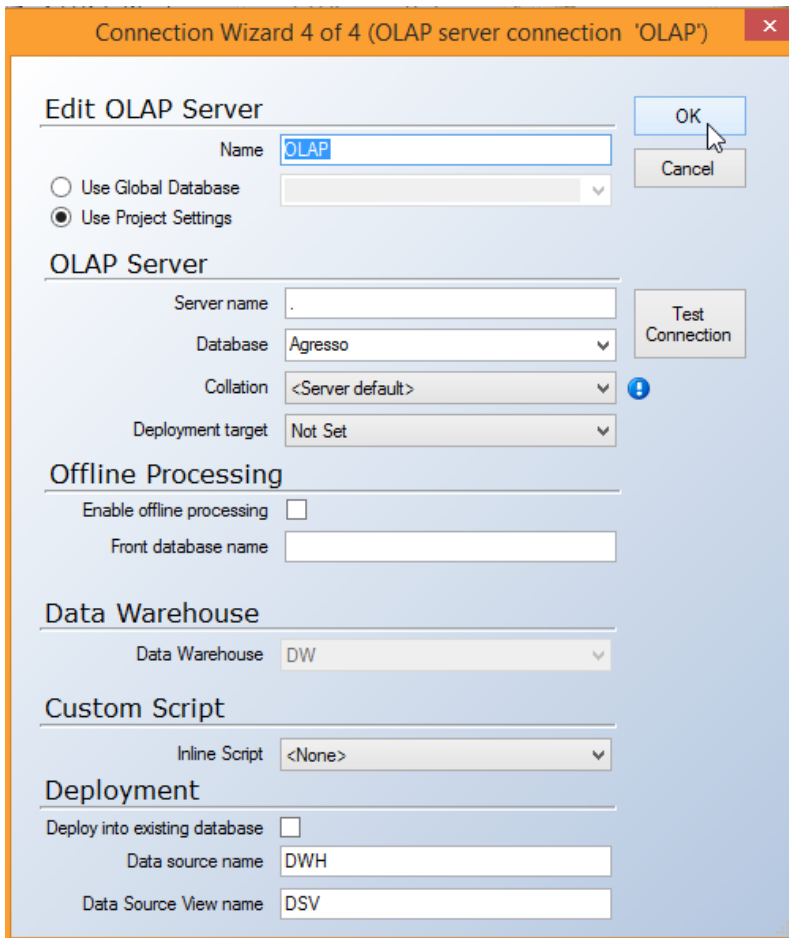 Connection Wizard 4 of 4 (OLAP server connection 'OLAP')
Edit OLAP Server
OK
Name OLAP
Cancel
Use Global Database
Use Project Settings
OLAP Server
Server name .
Test Connection
Database Agresso
Collation <Server default>
Deployment target Not Set
Offline Processing
Enable offline processing
Front database name
Data Warehouse
Data Warehouse DW
Custom Script
Inline Script <None>
Deployment
Deploy into existing database
Data source name DWH
Data Source View name DSV